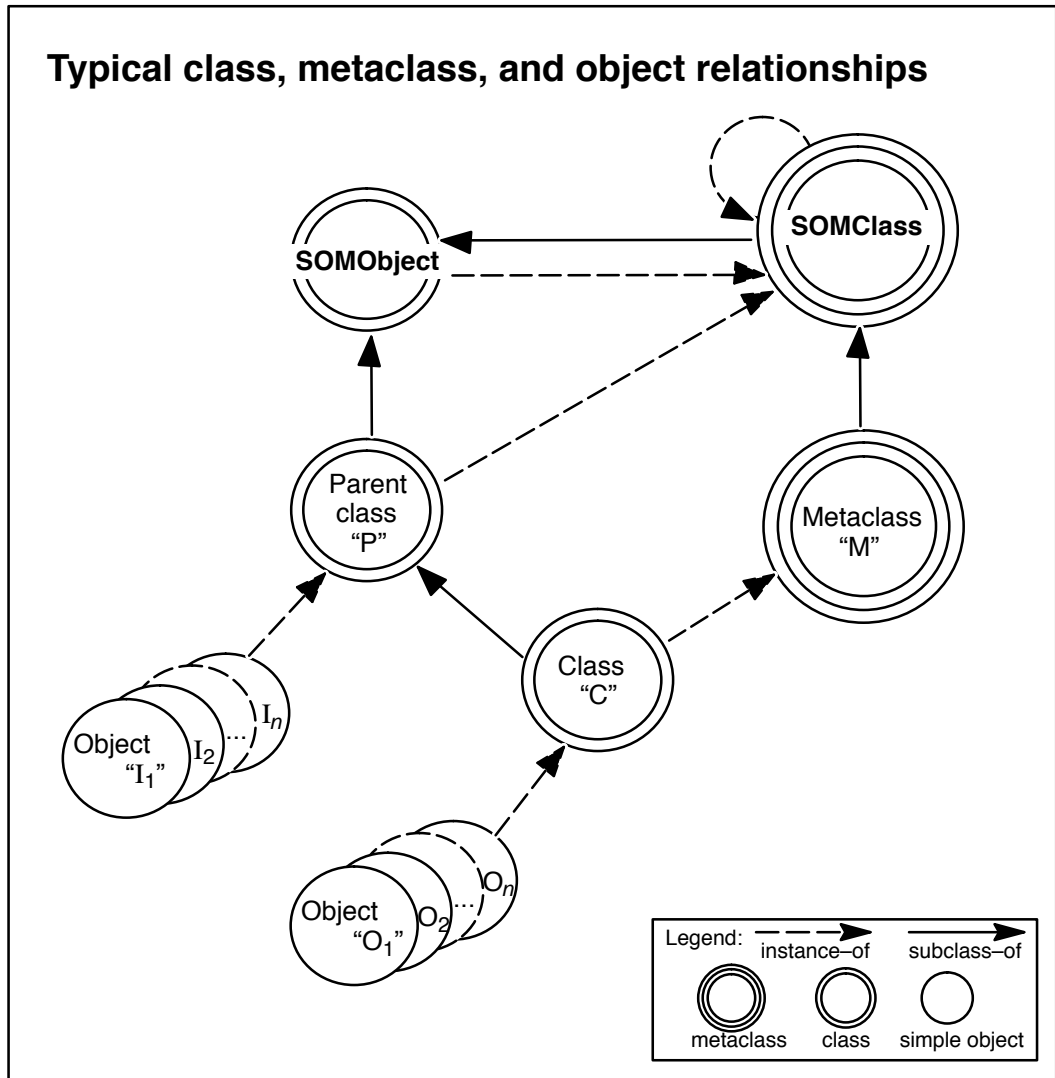 Typical class, metaclass, and object relationships
SOMClass
SOMObject
Parent
class
“P”
Metaclass
“M”
Class
“C”
Object
“I1”
I2
...
In
Object
“O1”
O2
...
On
Legend:
instance–of
subclass–of
metaclass
class
simple object